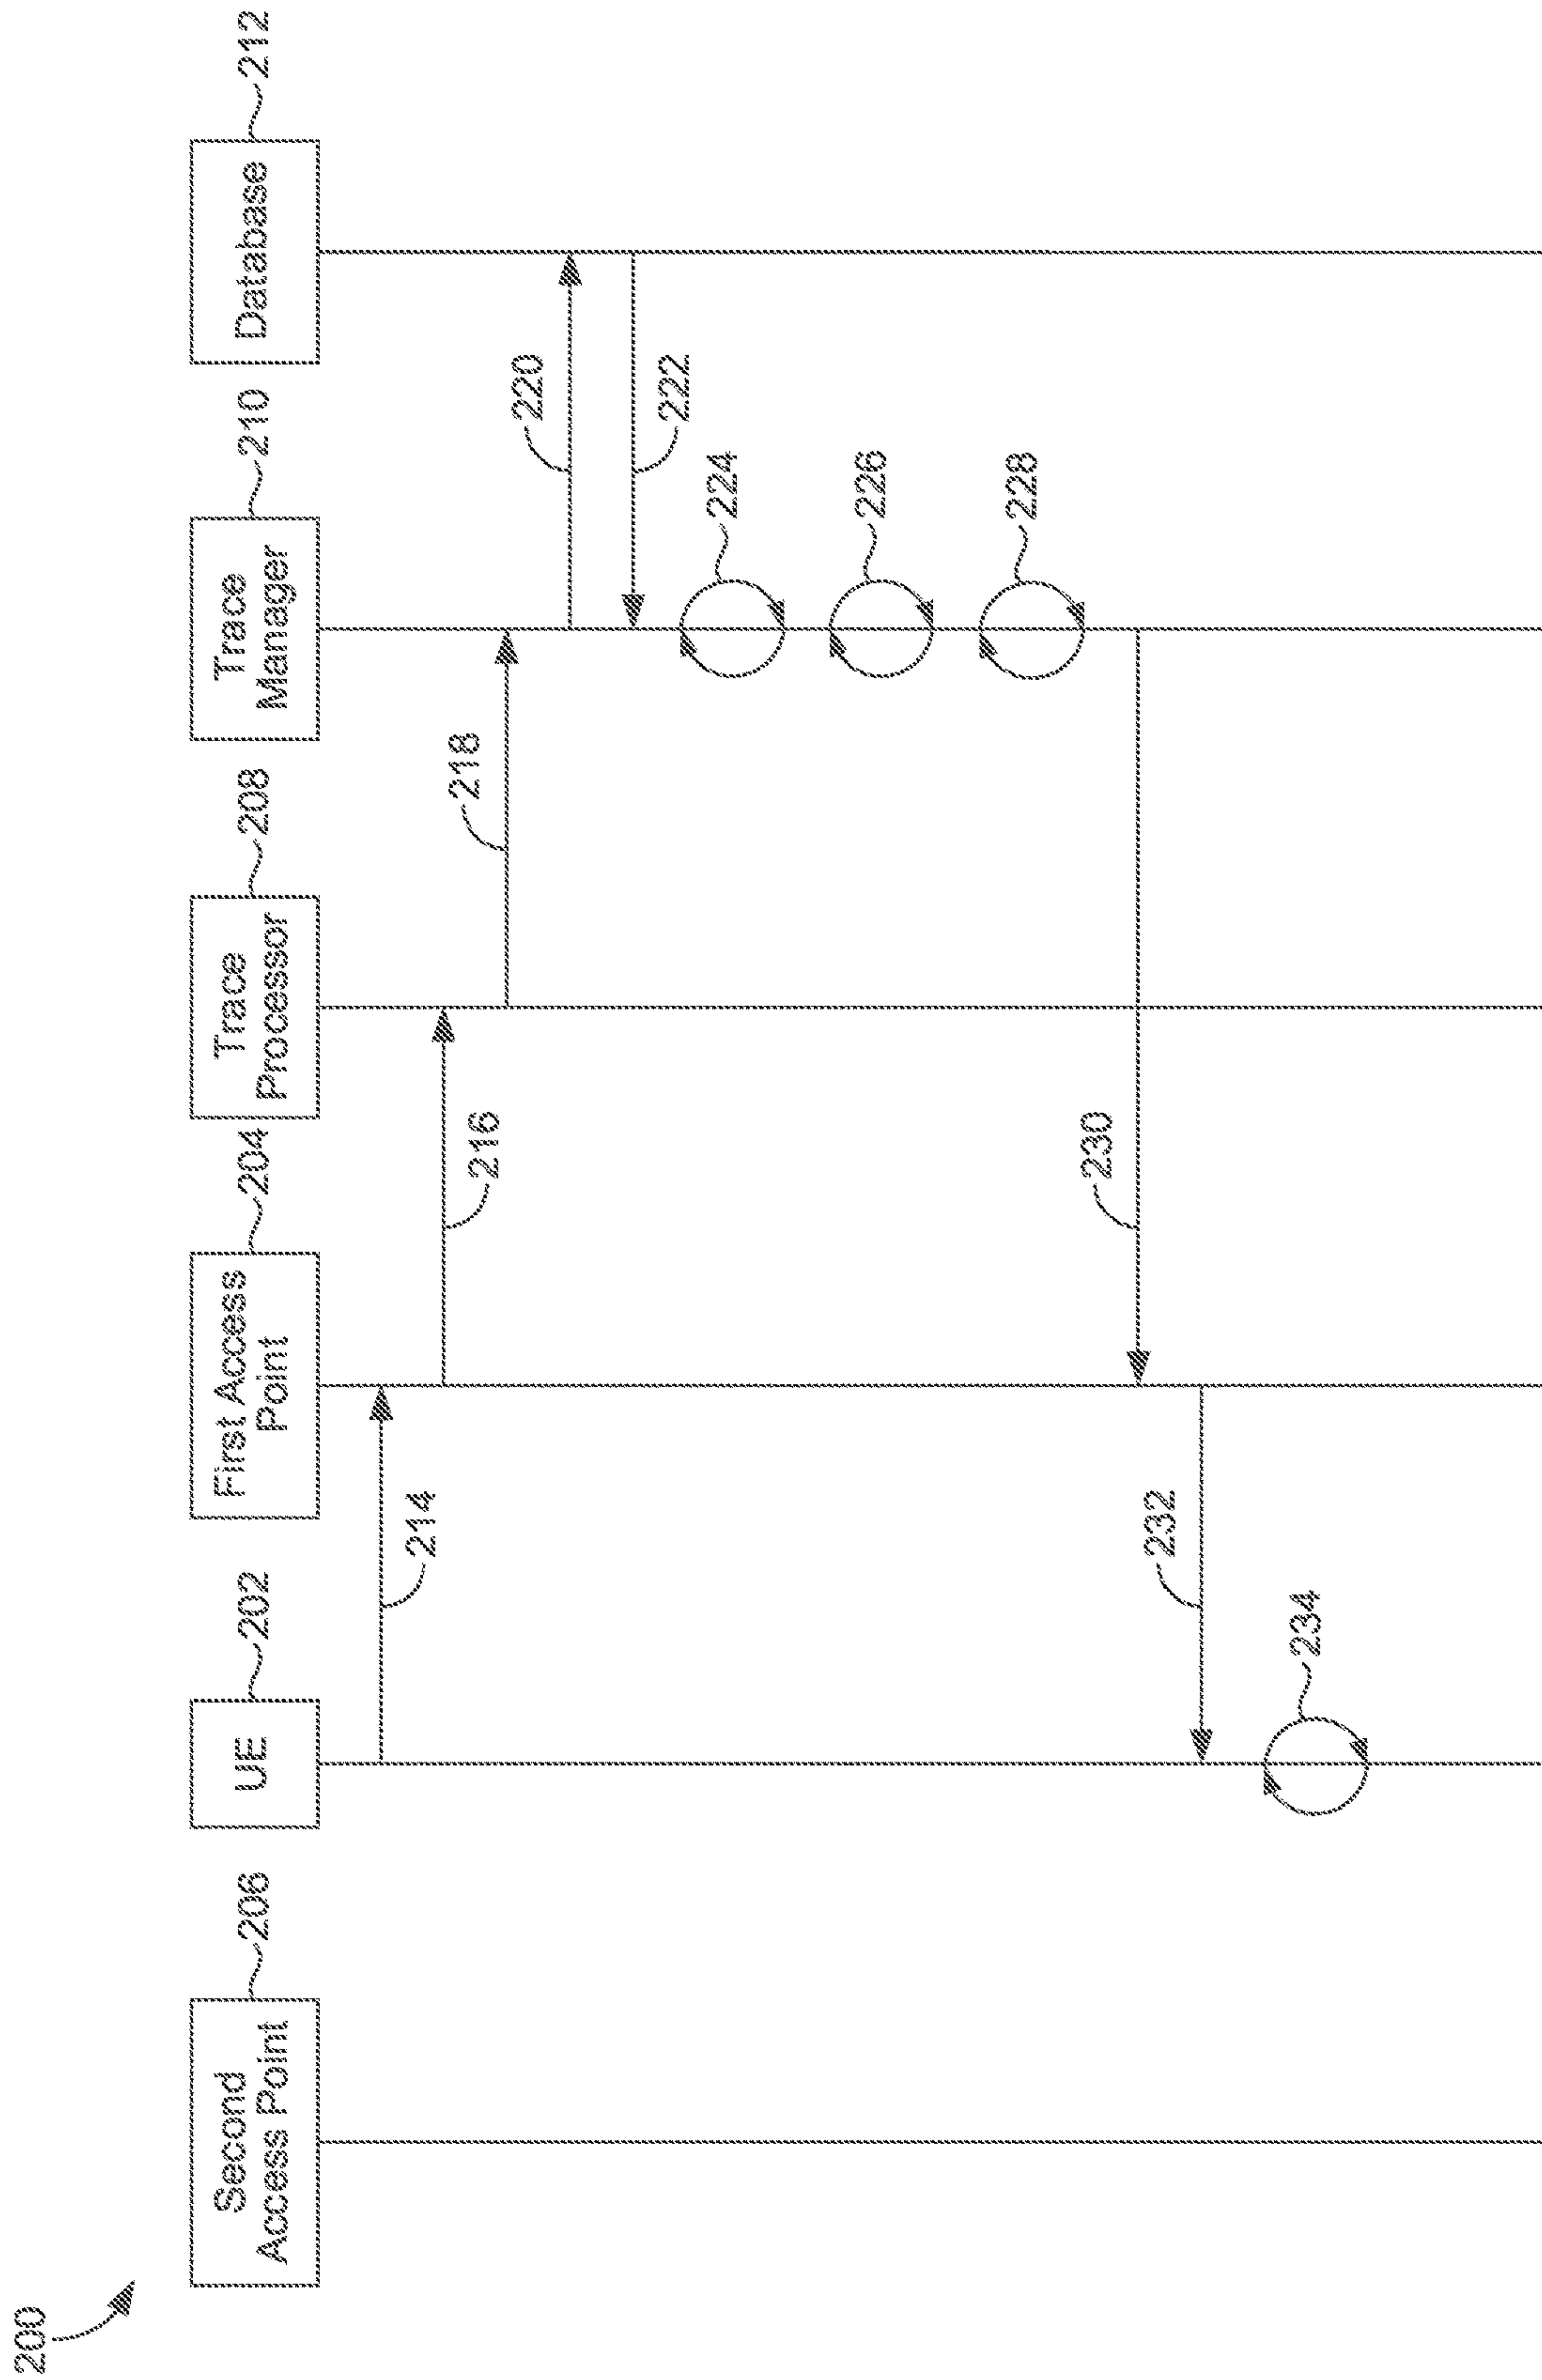 200
Second
Access Point
206
UE
202
First Access
Point
204
Trace
Processor
208
Trace
Manager
210
Database
212
214
216
218
220
222
224
226
228
230
232
234